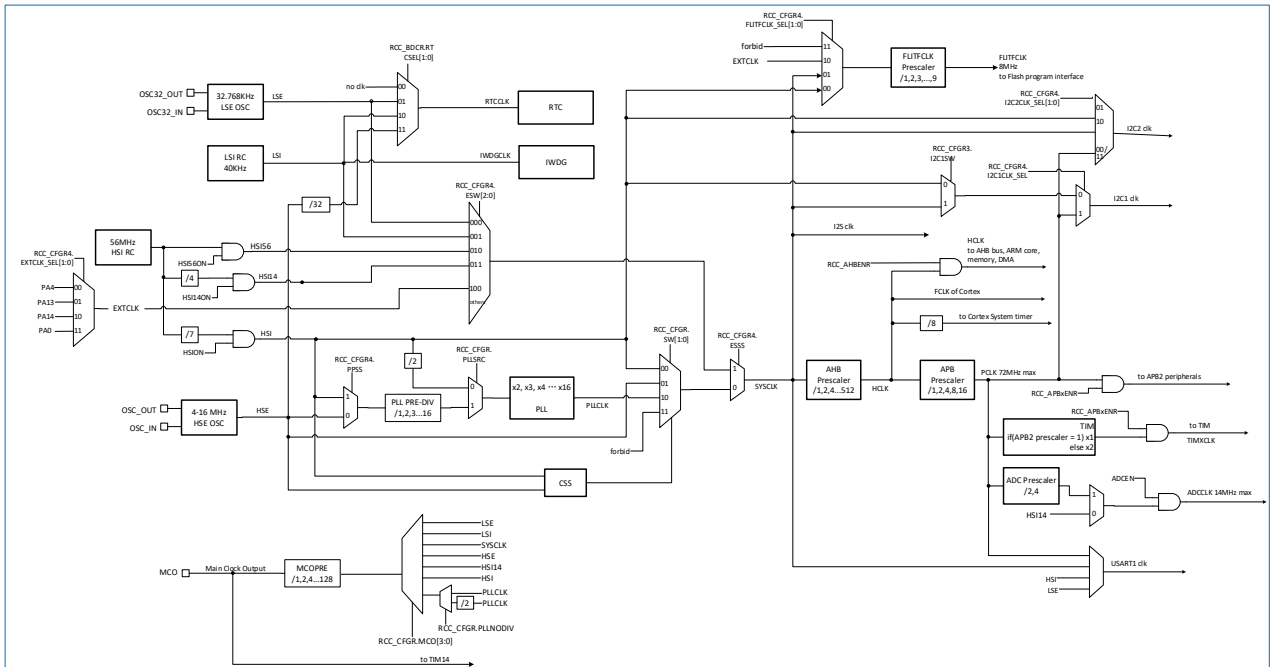 RCC_CFGR4.
FLITFCLK_SEL[1:0]
forbid
11
EXTCLK
10
01
00
FLITFCLK
Prescaler
/1,2,3,...,9
FLITFCLK
8MHz
to Flash program interface
RCC_BDCR.RT
CSEL[1:0]
no clk
00
01
10
11
OSC32_OUT
OSC32_IN
32.768KHz
LSE OSC
LSE
RTCCLK
RTC
RCC_CFGR4.
I2C2CLK_SEL[1:0]
01
10
00/
11
I2C2 clk
LSI RC
40KHz
LSI
IWDGCLK
IWDG
RCC_CFGR3.
I2C1SW
0
1
RCC_CFGR4.
I2C1CLK_SEL
0
1
I2C1 clk
/32
RCC_CFGR4.
ESW[2:0]
000
001
010
011
100
others
I2S clk
56MHz
HSI RC
HSI56
HSI56ON
/4
HSI14
HSI14ON
RCC_CFGR4.
EXTCLK_SEL[1:0]
PA4
00
PA13
01
PA14
10
PA0
11
EXTCLK
/7
HSI
HSION
RCC_AHBENR
HCLK
to AHB bus, ARM core,
memory, DMA
FCLK of Cortex
/8
to Cortex System timer
/2
RCC_CFGR4.
PPSS
1
0
RCC_CFGR.
PLLSRC
0
1
PLL PRE-DIV
/1,2,3...16
x2, x3, x4 ··· x16
PLL
PLLCLK
RCC_CFGR.
SW[1:0]
00
01
10
11
forbid
RCC_CFGR4.
ESSS
1
0
SYSCLK
AHB
Prescaler
/1,2,4...512
HCLK
APB
Prescaler
/1,2,4,8,16
PCLK 72MHz max
RCC_APBxENR
to APB2 peripherals
OSC_OUT
OSC_IN
4-16 MHz
HSE OSC
HSE
RCC_APBxENR
TIM
if(APB2 prescaler = 1) x1
else x2
to TIM
TIMXCLK
CSS
ADC Prescaler
/2,4
HSI14
1
0
ADCEN
ADCCLK 14MHz max
HSI
LSE
USART1 clk
MCO
Main Clock Output
MCOPRE
/1,2,4...128
LSE
LSI
SYSCLK
HSE
HSI14
HSI
PLLCLK
/2
PLLCLK
RCC_CFGR.PLLNODIV
RCC_CFGR.MCO[3:0]
to TIM14